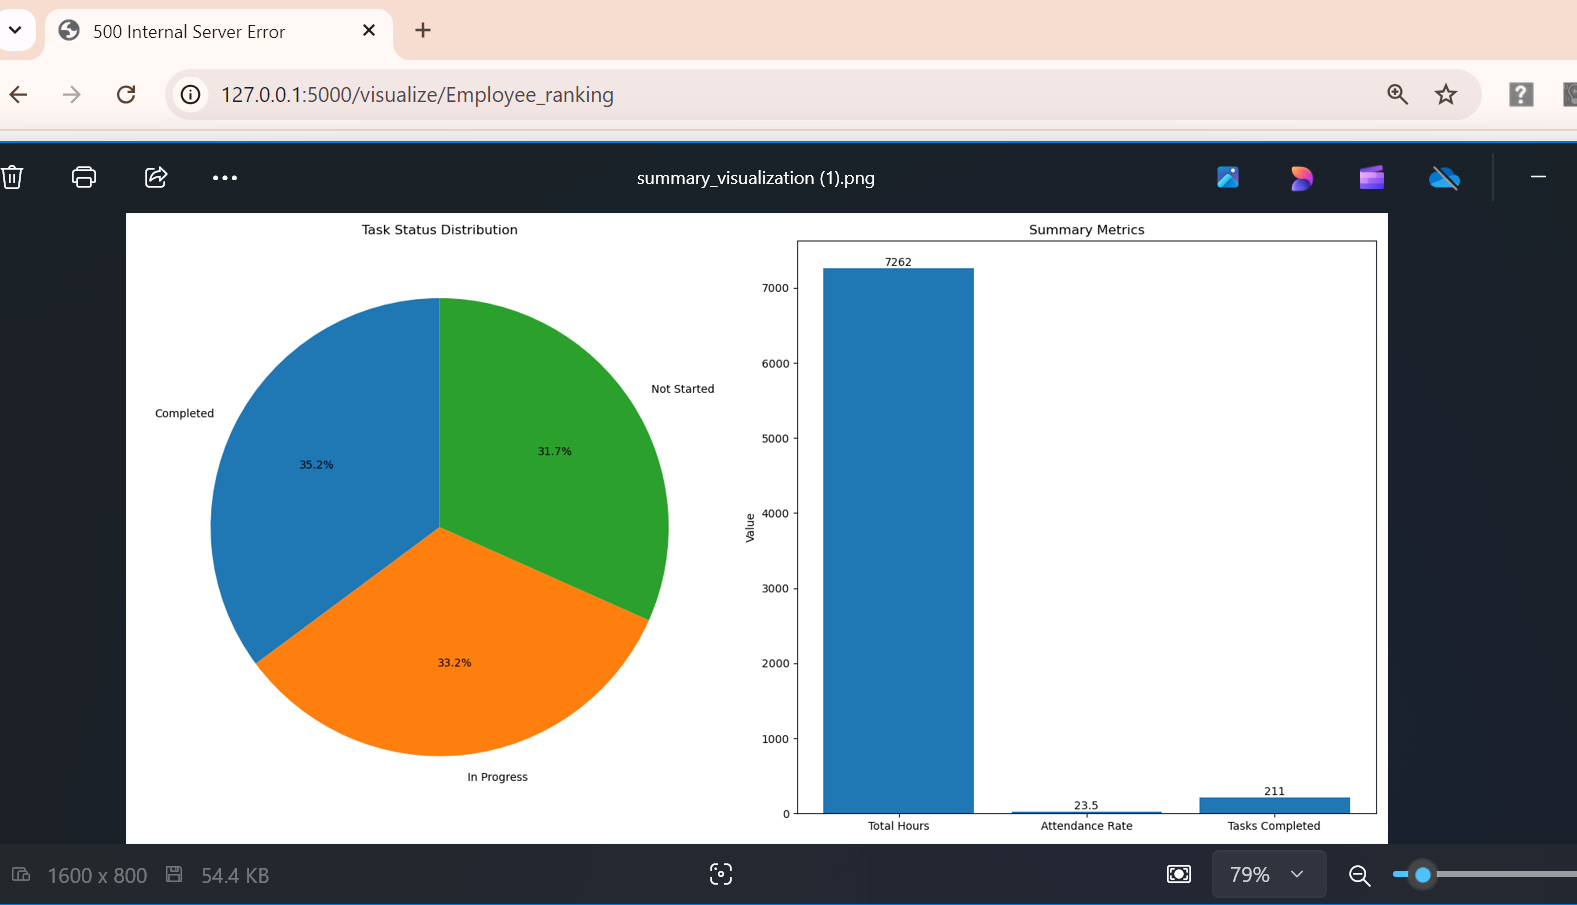 500 Internal Server Error
127.0.0.1:5000/visualize/Employee_ranking
summary_visualization (1).png
Task Status Distribution
Completed
35.2%
Not Started
31.7%
33.2%
In Progress
Summary Metrics
Value
7000
6000
5000
4000
3000
2000
1000
0
7262
23.5
211
Total Hours
Attendance Rate
Tasks Completed
1600 x 800
54.4 KB
79%